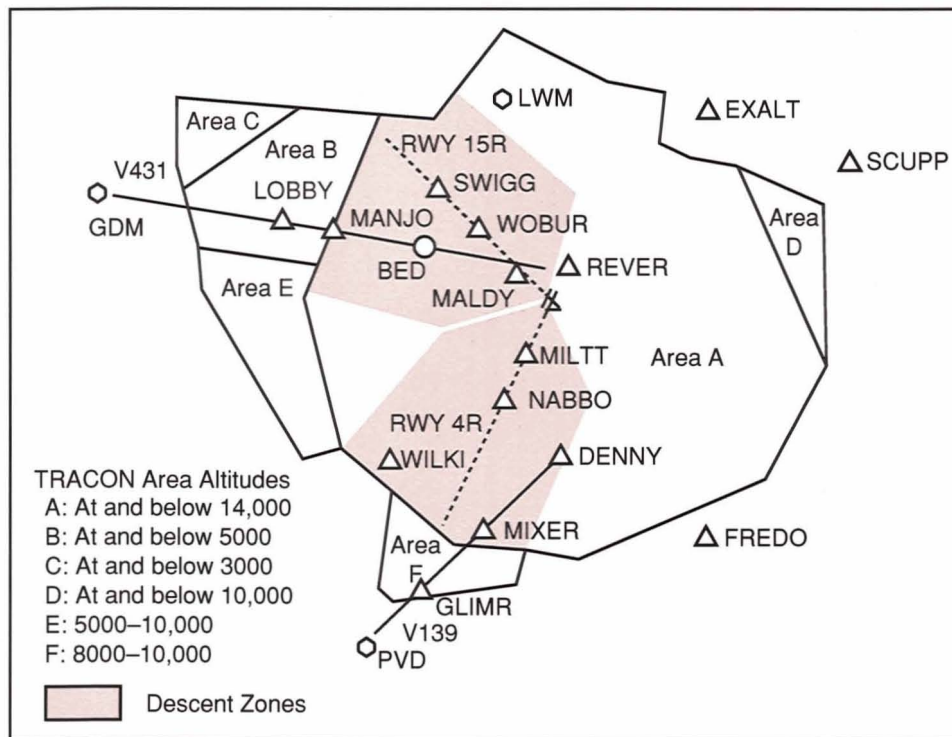 LWM
EXALT
Area C
RWY 15R
V431
Area B
SCUPP
LOBBY
SWIGG
GDM
MANJO
WOBUR
Area
D
BED
REVER
Area E
MALDY
MILTT
Area A
NABBO
RWY 4R
WILKI
DENNY
TRACON Area Altitudes
A: At and below 14,000
B: At and below 5000
C: At and below 3000
D: At and below 10,000
E: 5000–10,000
F: 8000–10,000
MIXER
FREDO
Area
F
GLIMR
V139
PVD
Descent Zones